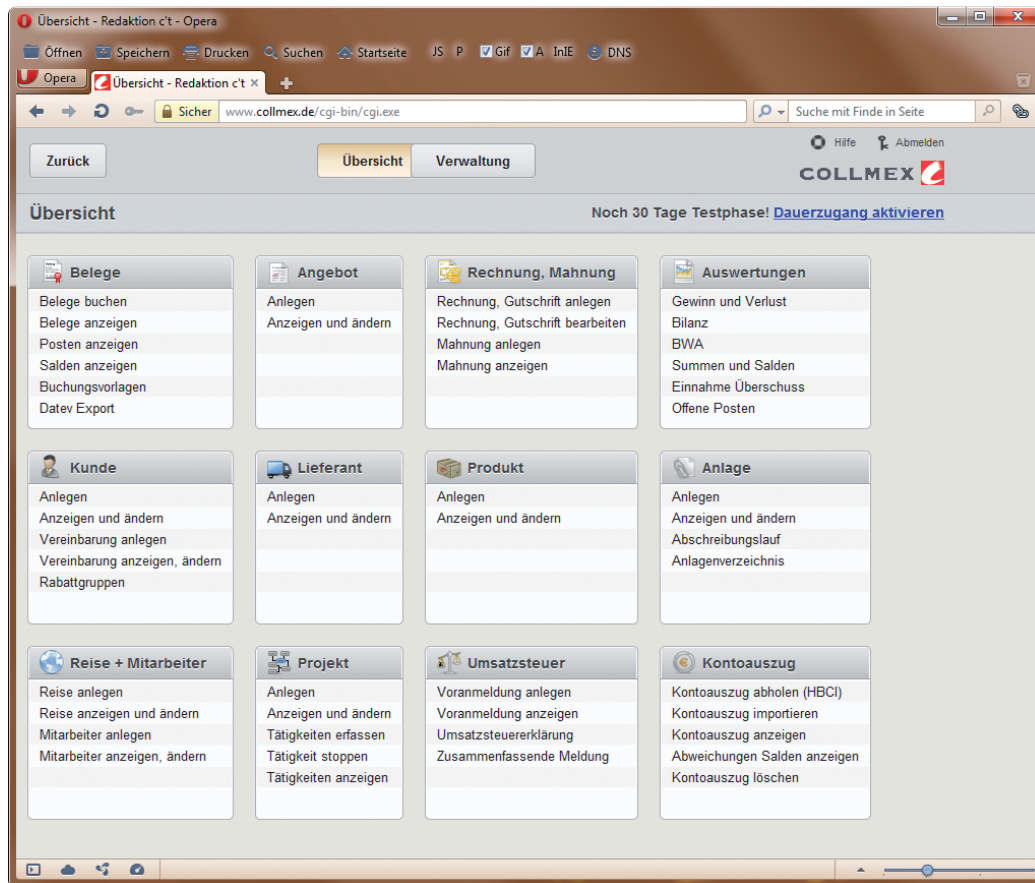 Übersicht - Redaktion c't - Opera
Öffnen Speichern Drucken Suchen Startseite JS P Gif A InIE DNS
Opera Übersicht - Redaktion c't
Sicher www.collmex.de/cgi-bin/cgi.exe Suche mit Finde in Seite
Hilfe Abmelden
Zurück Übersicht Verwaltung
COLLMEX
Übersicht Noch 30 Tage Testphase! Dauerzugang aktivieren
Belege
Belege buchen
Belege anzeigen
Posten anzeigen
Salden anzeigen
Buchungsvorlagen
Datev Export
Angebot
Anlegen
Anzeigen und ändern
Rechnung, Mahnung
Rechnung, Gutschrift anlegen
Rechnung, Gutschrift bearbeiten
Mahnung anlegen
Mahnung anzeigen
Auswertungen
Gewinn und Verlust
Bilanz
BWA
Summen und Salden
Einnahme Überschuss
Offene Posten
Kunde
Anlegen
Anzeigen und ändern
Vereinbarung anlegen
Vereinbarung anzeigen, ändern
Rabattgruppen
Lieferant
Anlegen
Anzeigen und ändern
Produkt
Anlegen
Anzeigen und ändern
Anlage
Anlegen
Anzeigen und ändern
Abschreibungslauf
Anlagenverzeichnis
Reise + Mitarbeiter
Reise anlegen
Reise anzeigen und ändern
Mitarbeiter anlegen
Mitarbeiter anzeigen, ändern
Projekt
Anlegen
Anzeigen und ändern
Tätigkeiten erfassen
Tätigkeit stoppen
Tätigkeiten anzeigen
Umsatzsteuer
Voranmeldung anlegen
Voranmeldung anzeigen
Umsatzsteuererklärung
Zusammenfassende Meldung
Kontoauszug
Kontoauszug abholen (HBCI)
Kontoauszug importieren
Kontoauszug anzeigen
Abweichungen Salden anzeigen
Kontoauszug löschen